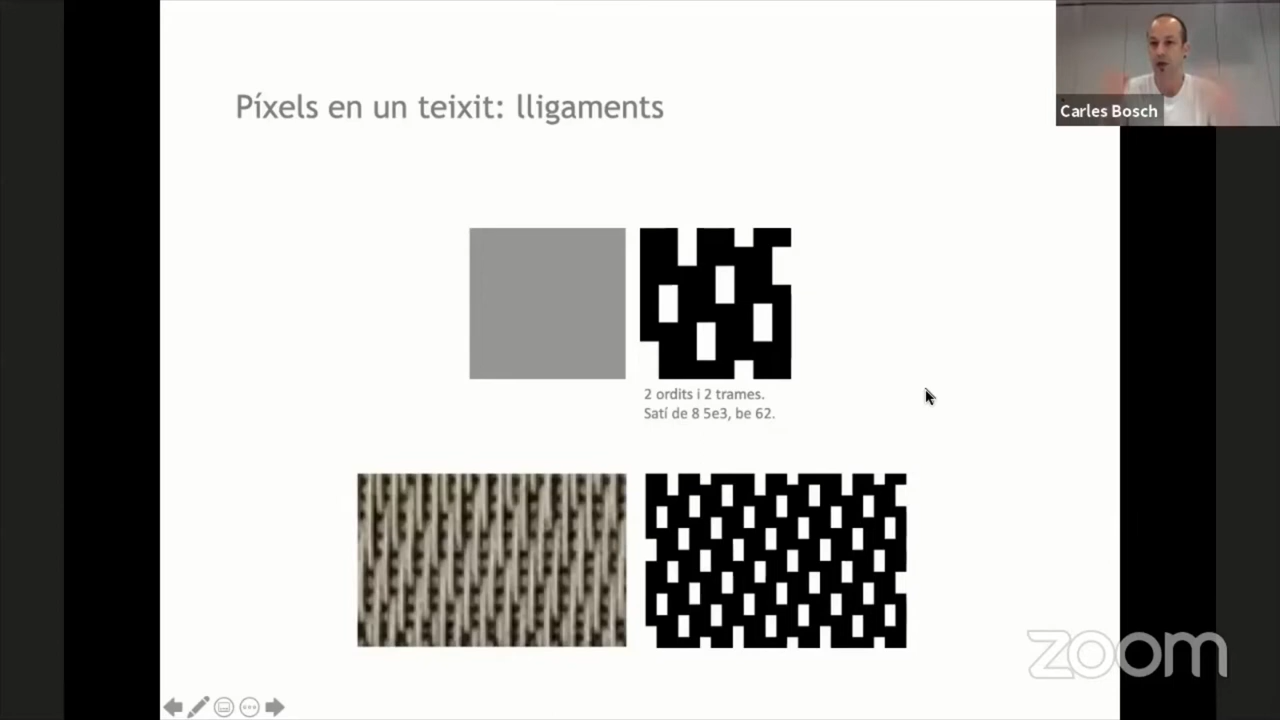 Píxels en un teixit: lligaments
Carles Bosch
2 ordits i 2 trames.
Satí de 8 5e3, be 62.
zoom